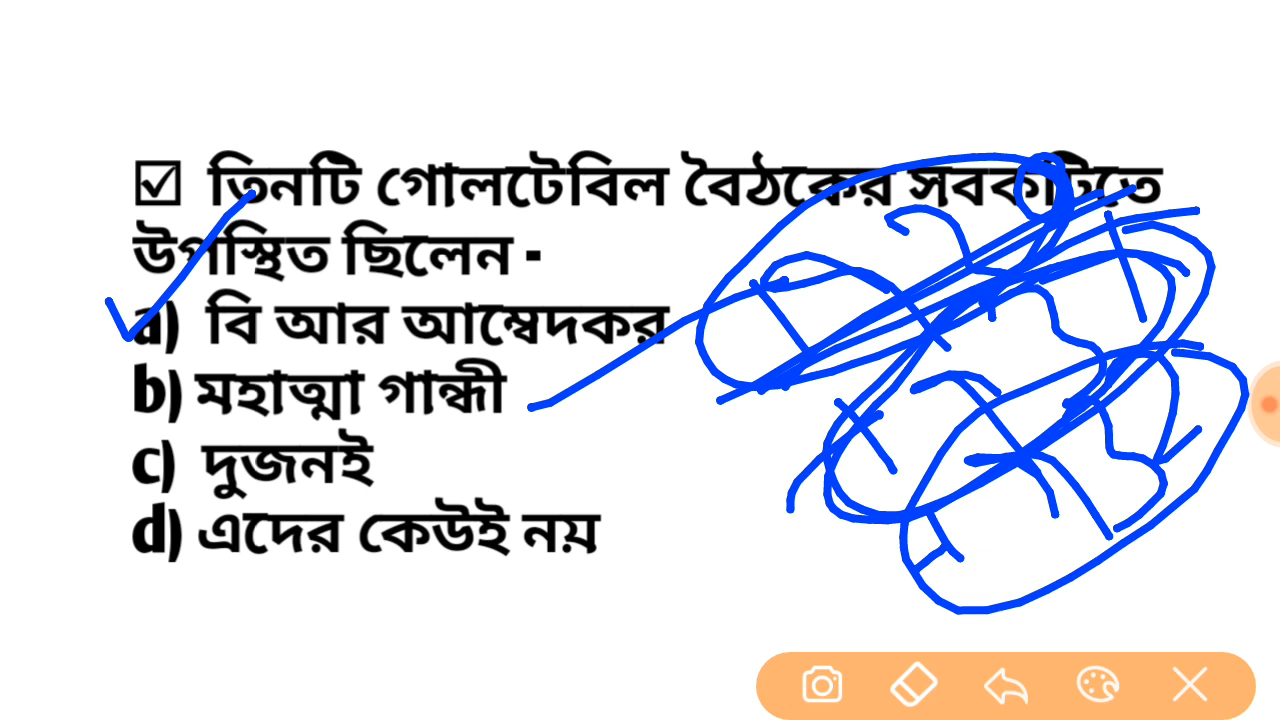 ☑ তিনটি গোলটেবিল বৈঠকের সবকটিতে
উপস্থিত ছিলেন -
a) বি আর আম্বেদকর
b) মহাত্মা গান্ধী
c) দুজনই
d) এদের কেউই নয়